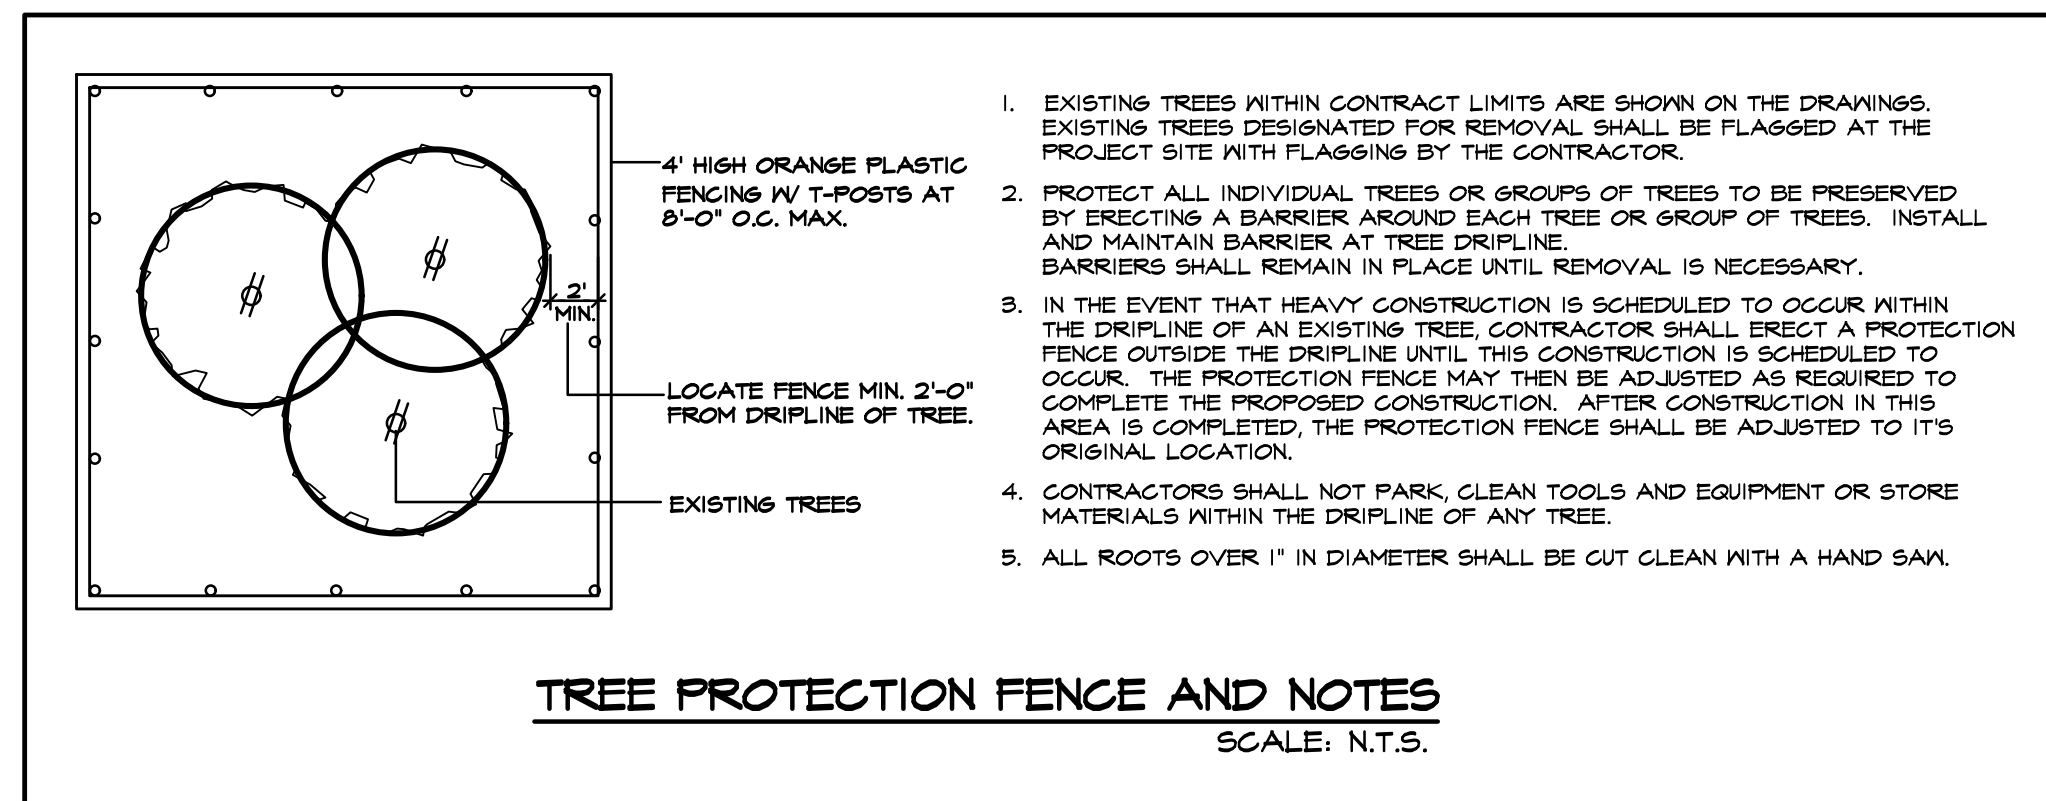 4' HIGH ORANGE PLASTIC
FENCING W/ T-POSTS AT
8'-0" O.C. MAX.
2'
MIN.
LOCATE FENCE MIN. 2'-0"
FROM DRIPLINE OF TREE.
EXISTING TREES
1. EXISTING TREES WITHIN CONTRACT LIMITS ARE SHOWN ON THE DRAWINGS.
EXISTING TREES DESIGNATED FOR REMOVAL SHALL BE FLAGGED AT THE
PROJECT SITE WITH FLAGGING BY THE CONTRACTOR.
2. PROTECT ALL INDIVIDUAL TREES OR GROUPS OF TREES TO BE PRESERVED
BY ERECTING A BARRIER AROUND EACH TREE OR GROUP OF TREES. INSTALL
AND MAINTAIN BARRIER AT TREE DRIPLINE.
BARRIERS SHALL REMAIN IN PLACE UNTIL REMOVAL IS NECESSARY.
3. IN THE EVENT THAT HEAVY CONSTRUCTION IS SCHEDULED TO OCCUR WITHIN
THE DRIPLINE OF AN EXISTING TREE, CONTRACTOR SHALL ERECT A PROTECTION
FENCE OUTSIDE THE DRIPLINE UNTIL THIS CONSTRUCTION IS SCHEDULED TO
OCCUR. THE PROTECTION FENCE MAY THEN BE ADJUSTED AS REQUIRED TO
COMPLETE THE PROPOSED CONSTRUCTION. AFTER CONSTRUCTION IN THIS
AREA IS COMPLETED, THE PROTECTION FENCE SHALL BE ADJUSTED TO IT'S
ORIGINAL LOCATION.
4. CONTRACTORS SHALL NOT PARK, CLEAN TOOLS AND EQUIPMENT OR STORE
MATERIALS WITHIN THE DRIPLINE OF ANY TREE.
5. ALL ROOTS OVER 1" IN DIAMETER SHALL BE CUT CLEAN WITH A HAND SAW.
TREE PROTECTION FENCE AND NOTES
SCALE: N.T.S.